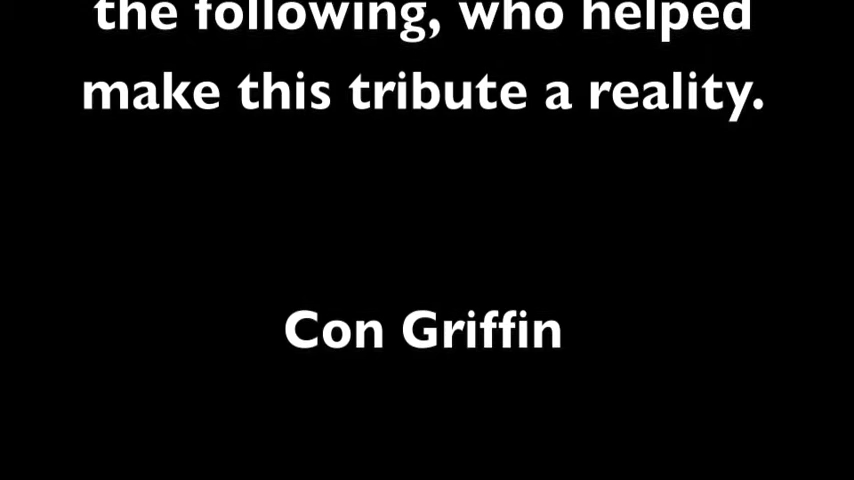 the following, who helped
make this tribute a reality.
Con Griffin